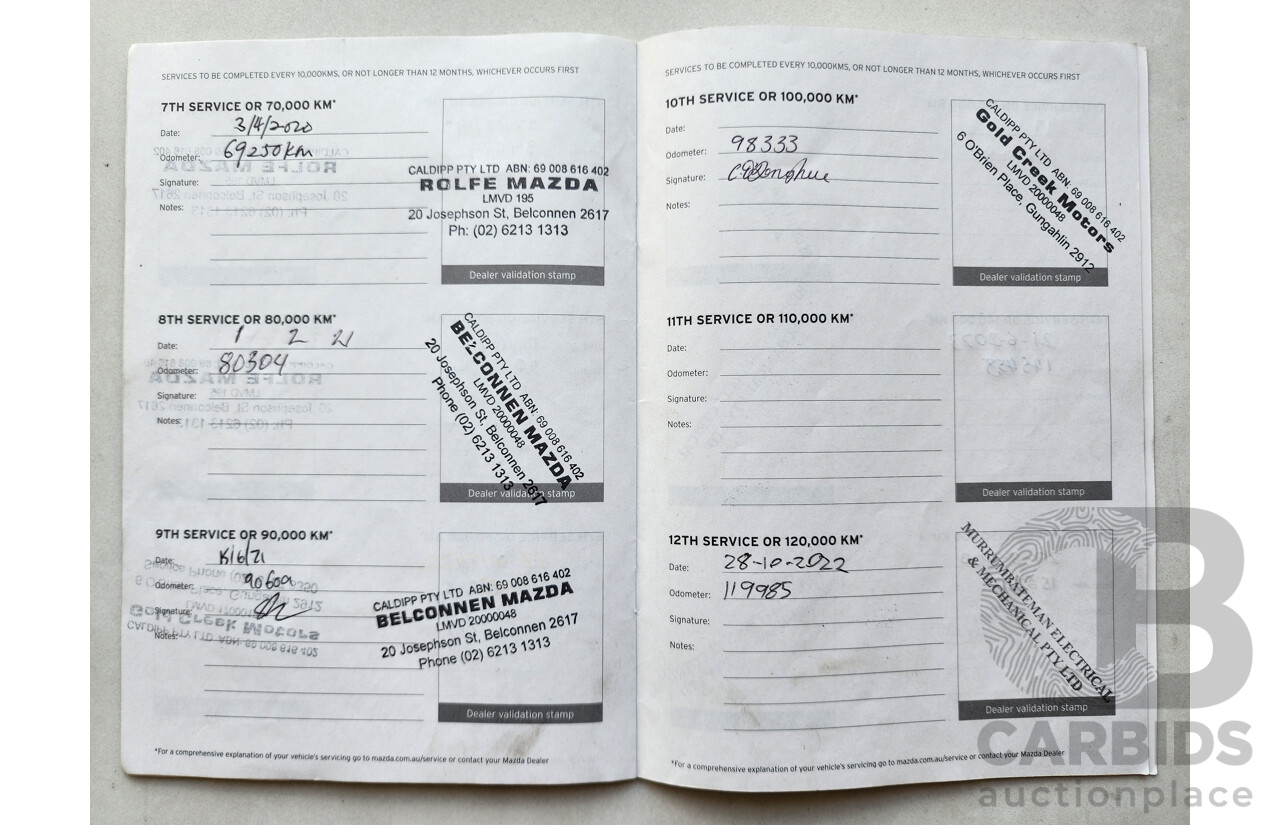 SERVICES TO BE COMPLETED EVERY 10,000KMS, OR NOT LONGER THAN 12 MONTHS, WHICHEVER OCCURS FIRST
7TH SERVICE OR 70,000 KM*
Date: 3/4/2020
Odometer: 69250km
Signature:
Notes:
CALDIPP PTY LTD ABN: 69 008 616 402
ROLFE MAZDA
LMVD 195
20 Josephson St, Belconnen 2617
Ph: (02) 6213 1313
Dealer validation stamp
8TH SERVICE OR 80,000 KM*
Date: 1 2 21
Odometer: 80304
Signature:
Notes:
CALDIPP PTY LTD ABN: 69 008 616 402
BELCONNEN MAZDA
LMVD 20000048
20 Josephson St, Belconnen 2617
Phone (02) 6213 1313
Dealer validation stamp
9TH SERVICE OR 90,000 KM*
Date:
Odometer:
Signature:
Notes:
CALDIPP PTY LTD ABN: 69 008 616 402
BELCONNEN MAZDA
LMVD 20000048
20 Josephson St, Belconnen 2617
Phone (02) 6213 1313
Dealer validation stamp
*For a comprehensive explanation of your vehicle's servicing go to mazda.com.au/service or contact your Mazda Dealer
SERVICES TO BE COMPLETED EVERY 10,000KMS, OR NOT LONGER THAN 12 MONTHS, WHICHEVER OCCURS FIRST
10TH SERVICE OR 100,000 KM*
Date:
Odometer: 98333
Signature:
Notes:
CALDIPP PTY LTD ABN: 69 008 616 402
Gold Creek Motors
LMVD 20000048
6 O'Brien Place, Gungahlin 2912
Dealer validation stamp
11TH SERVICE OR 110,000 KM*
Date:
Odometer:
Signature:
Notes:
Dealer validation stamp
12TH SERVICE OR 120,000 KM*
Date: 28-10-2022
Odometer: 119985
Signature:
Notes:
MURRUMBATEMAN ELECTRICAL
& MECHANICAL PTY LTD
Dealer validation stamp
*For a comprehensive explanation of your vehicle's servicing go to mazda.com.au/service or contact your Mazda Dealer
CARBIDS
auctionplace